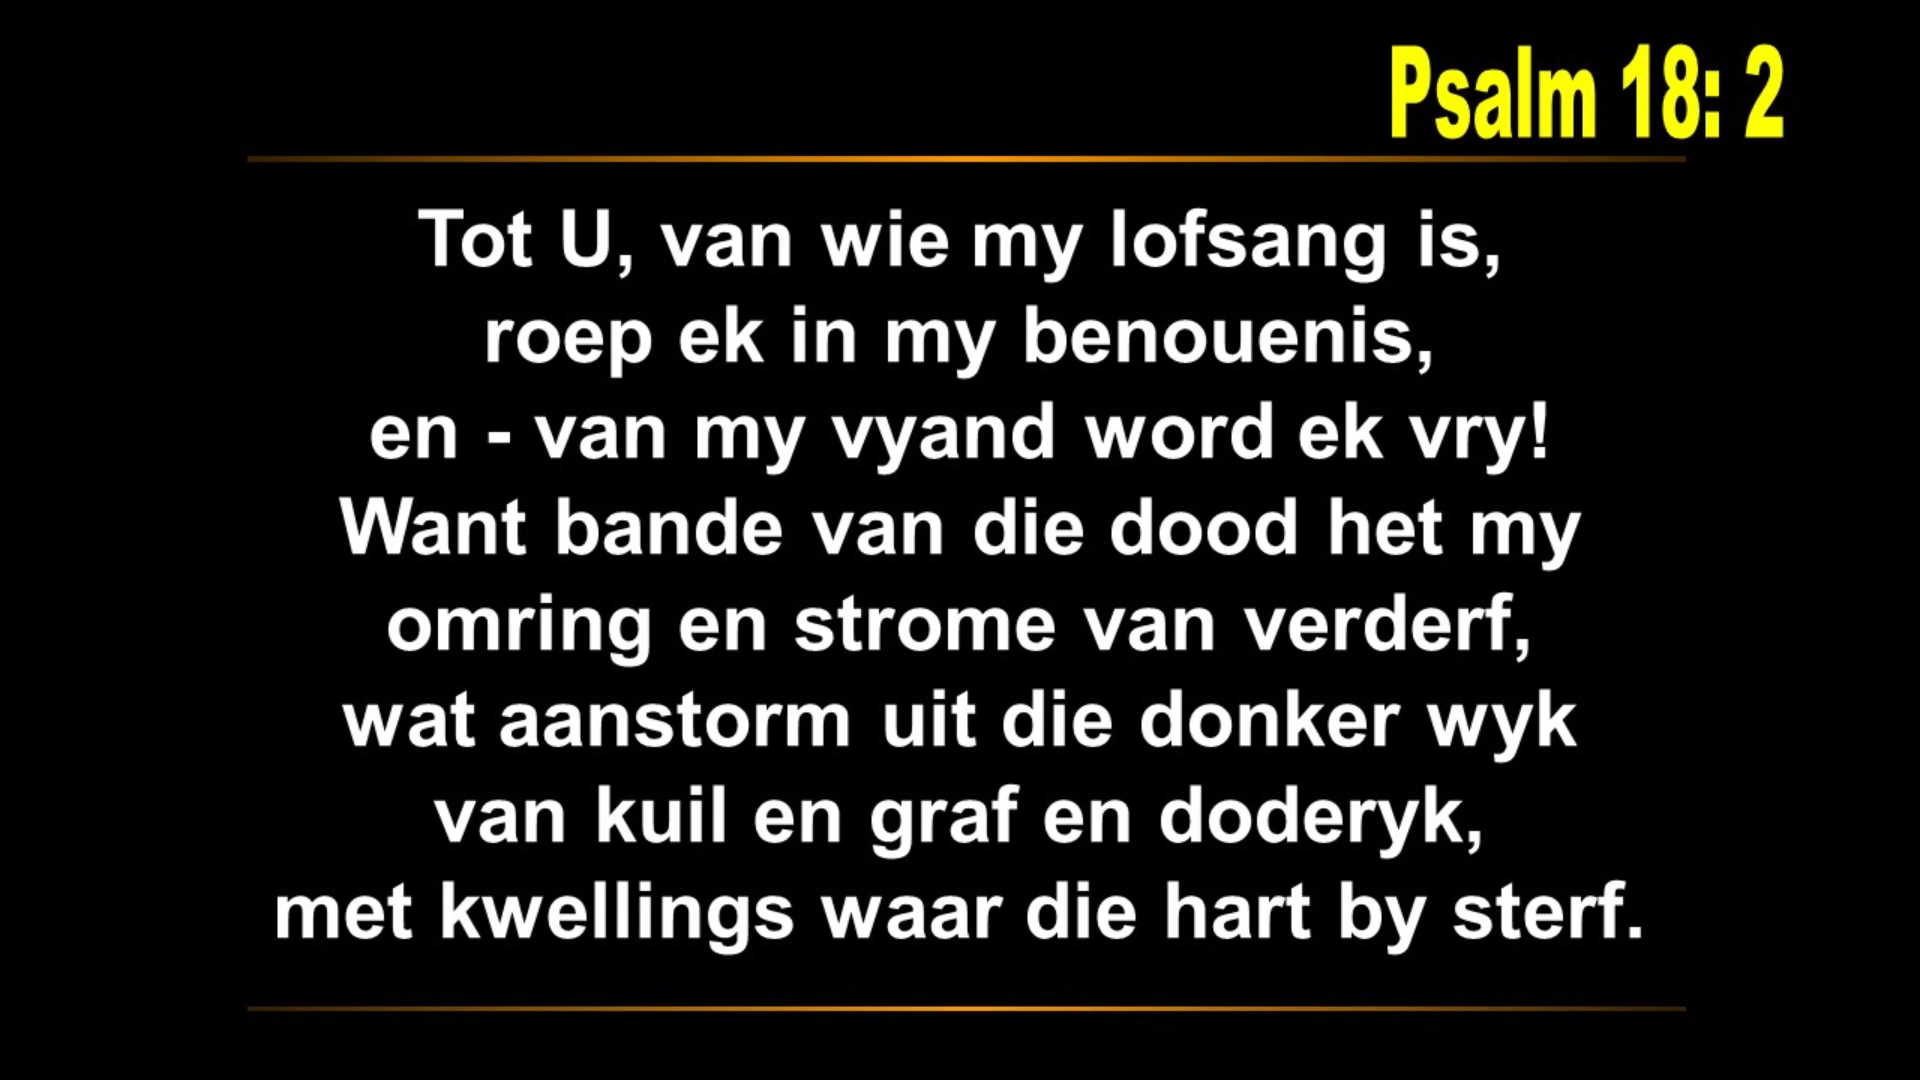 Psalm 18: 2
Tot U, van wie my lofsang is,
roep ek in my benouenis,
en - van my vyand word ek vry!
Want bande van die dood het my
omring en strome van verderf,
wat aanstorm uit die donker wyk
van kuil en graf en doderyk,
met kwellings waar die hart by sterf.